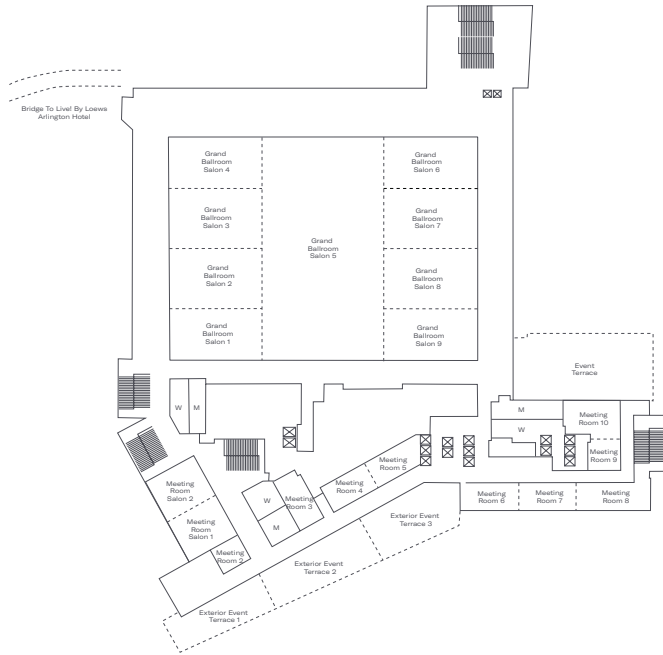 Bridge To Live! By Loews
Arlington Hotel
Grand
Ballroom
Salon 4
Grand
Ballroom
Salon 6
Grand
Ballroom
Salon 3
Grand
Ballroom
Salon 7
Grand
Ballroom
Salon 5
Grand
Ballroom
Salon 2
Grand
Ballroom
Salon 8
Grand
Ballroom
Salon 1
Grand
Ballroom
Salon 9
Event
Terrace
W
M
M
W
Meeting
Room 10
Meeting
Room 9
Meeting
Room 5
Meeting
Room 4
Meeting
Room 3
W
M
Meeting
Room
Salon 2
Meeting
Room
Salon 1
Meeting
Room 2
Meeting
Room 6
Meeting
Room 7
Meeting
Room 8
Exterior Event
Terrace 3
Exterior Event
Terrace 2
Exterior Event
Terrace 1